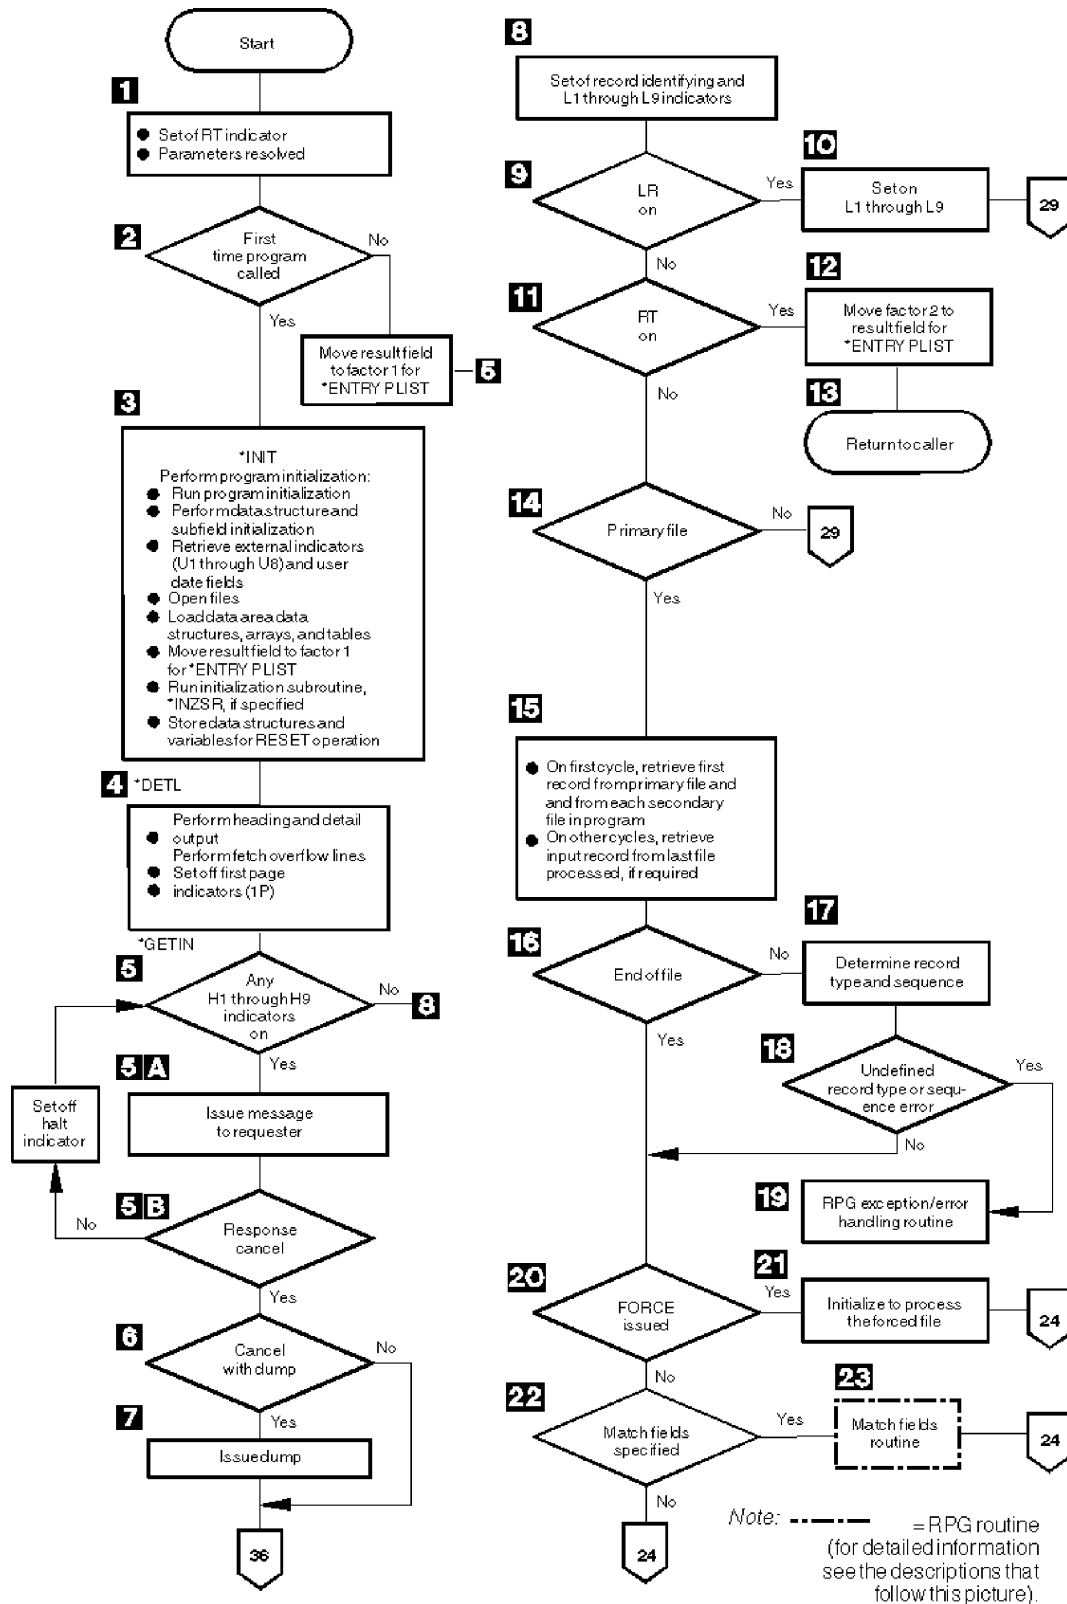 Start
1
● Setof RT indicator
● Parameters resolved
2
First
time program
called
No
Yes
Move result field
to factor 1 for
*ENTRY PLIST
5
3
*INIT
Perform program initialization:
● Run program initialization
● Perform data structure and
subfield initialization
● Retrieve external indicators
(U1 through U8) and user
date fields
● Open files
● Load data area data
structures, arrays, and tables
● Move result field to factor 1
for *ENTRY PLIST
● Run initialization subroutine,
*INZSR, if specified
● Store data structures and
variables for RESET operation
4
*DETL
Perform heading and detail
● output
Perform fetch overflow lines
● Set off first page
● indicators (1P)
*GETIN
5
Any
H1 through H9
indicators
on
No
8
Yes
5 A
Issue message
to requester
Set off
halt
indicator
5 B
No
Response
cancel
Yes
6
Cancel
with dump
No
Yes
7
Issue dump
36
8
Set of record identifying and
L1 through L9 indicators
9
LR
on
Yes
10
Set on
L1 through L9
29
No
11
RT
on
Yes
12
Move factor 2 to
result field for
*ENTRY PLIST
No
13
Return to caller
14
Primary file
No
29
Yes
15
● On first cycle, retrieve first
record from primary file and
and from each secondary
file in program
● On other cycles, retrieve
input record from last file
processed, if required
16
End of file
No
17
Determine record
type and sequence
Yes
18
Undefined
record type or sequ-
ence error
Yes
No
19
RPG exception/error
handling routine
20
FORCE
issued
Yes
21
Initialize to process
the forced file
24
No
22
Match fields
specified
Yes
23
Match fields
routine
24
No
24
Note:
= RPG routine
(for detailed information
see the descriptions that
follow this picture).